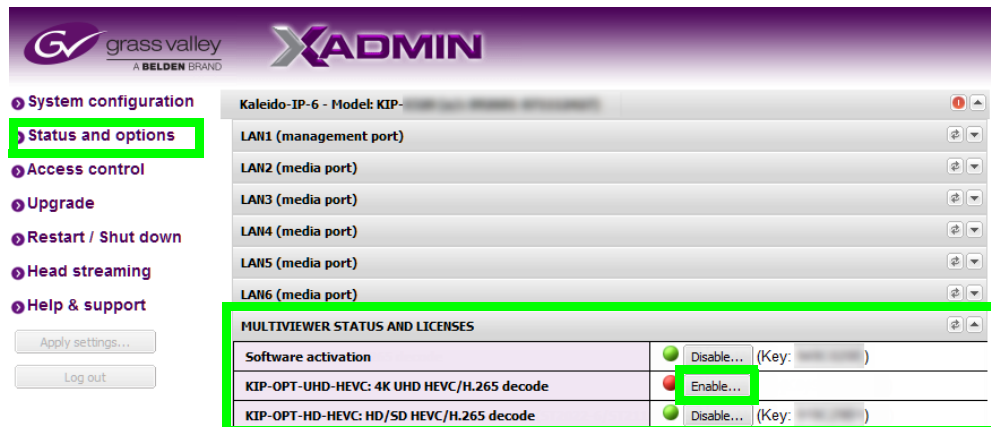 GV grass valley
A BELDEN BRAND
XADMIN
System configuration
Status and options
Access control
Upgrade
Restart / Shut down
Head streaming
Help & support
Apply settings...
Log out
Kaleido-IP-6 - Model: KIP-
LAN1 (management port)
LAN2 (media port)
LAN3 (media port)
LAN4 (media port)
LAN5 (media port)
LAN6 (media port)
MULTIVIEWER STATUS AND LICENSES
Software activation Disable... (Key: )
KIP-OPT-UHD-HEVC: 4K UHD HEVC/H.265 decode Enable...
KIP-OPT-HD-HEVC: HD/SD HEVC/H.265 decode Disable... (Key: )